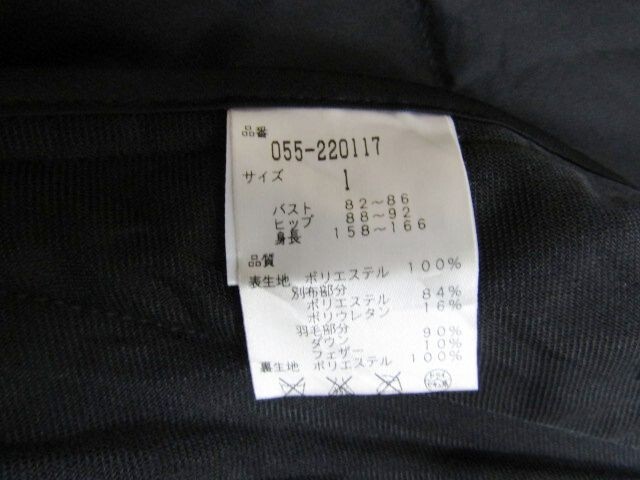 品番
055-220117
サイズ 1
バスト 82~86
ヒップ 88~92
身長 158~166
品質
表生地 ポリエステル 100%
別布部分
ポリエステル 84%
ポリウレタン 16%
羽毛部分
ダウン 90%
フェザー 10%
裏生地 ポリエステル 100%
ドライ